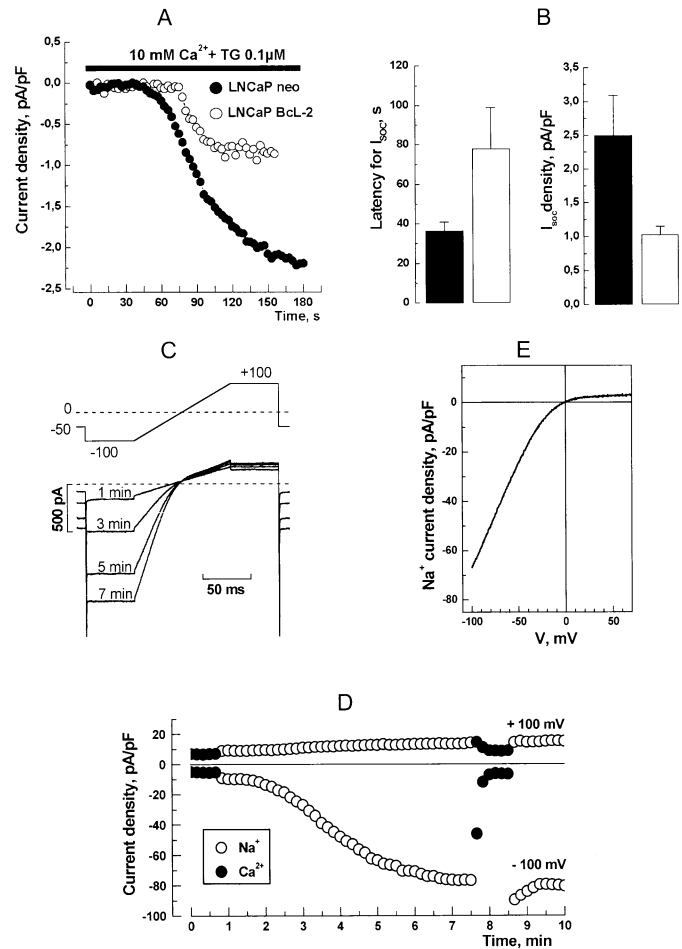 A
10 mM Ca2+ + TG 0.1µM
LNCaP neo
LNCaP BcL-2
Current density, pA/pF
0,0
-0,5
-1,0
-1,5
-2,0
-2,5
0 30 60 90 120 150 180
Time, s
B
Latency for ISOC, s
120
100
80
60
40
20
0
Isoc density, pA/pF
3,5
3,0
2,5
2,0
1,5
1,0
0,5
0,0
C
+100
0
-50
-100
500 pA
1 min
3 min
5 min
7 min
50 ms
E
Na+ current density, pA/pF
0
-20
-40
-60
-80
-100 -50 0 50
V, mV
D
Current density, pA/pF
20
0
-20
-40
-60
-80
-100
+ 100 mV
- 100 mV
Na+
Ca2+
0 1 2 3 4 5 6 7 8 9 10
Time, min